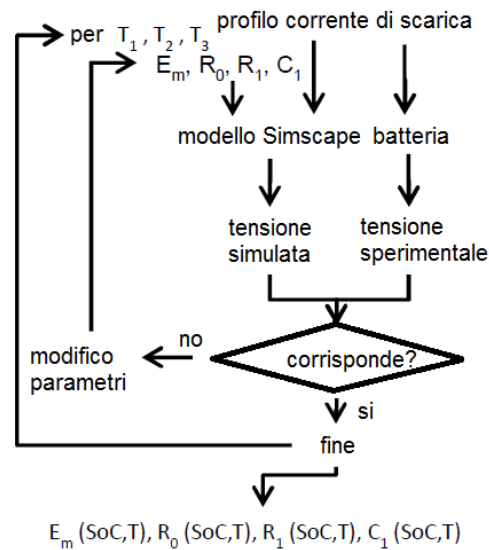 profilo corrente di scarica
per T₁, T₂, T₃
Eₘ, R₀, R₁, C₁
modello Simscape batteria
tensione simulata
tensione sperimentale
corrisponde?
no
modifico parametri
si
fine
Eₘ (SoC,T), R₀ (SoC,T), R₁ (SoC,T), C₁ (SoC,T)